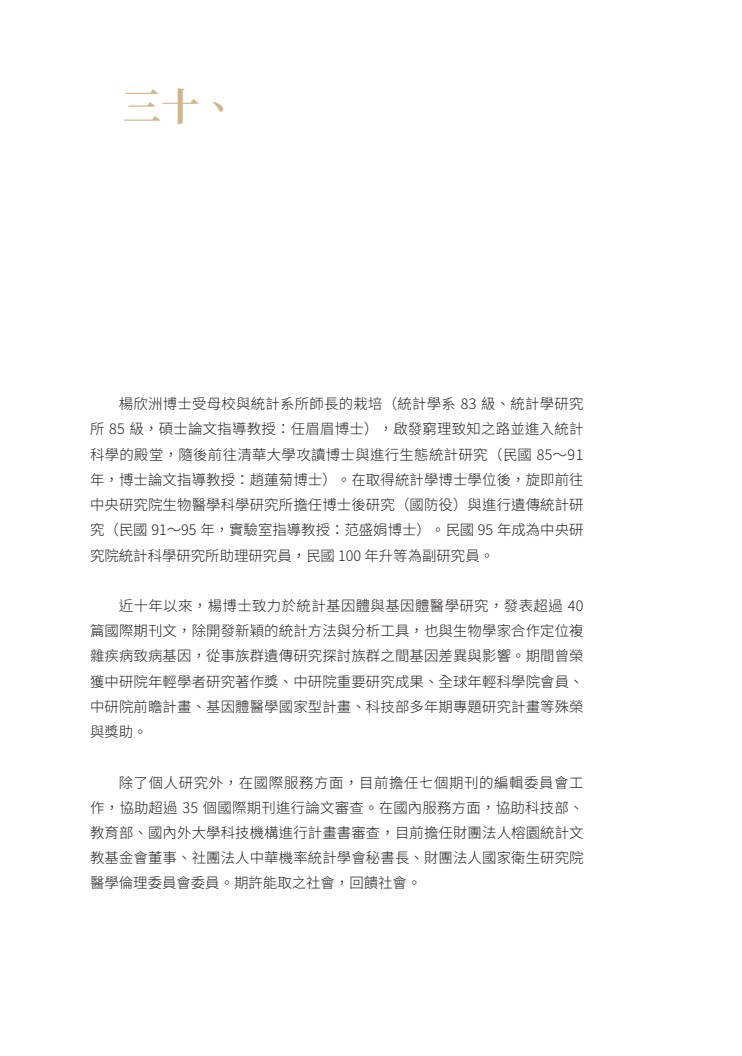 三十、
楊欣洲博士受母校與統計系所師長的栽培（統計學系 83 級、統計學研究
所 85 級，碩士論文指導教授：任眉眉博士），啟發窮理致知之路並進入統計
科學的殿堂，隨後前往清華大學攻讀博士與進行生態統計研究（民國 85～91
年，博士論文指導教授：趙蓮菊博士）。在取得統計學博士學位後，旋即前往
中央研究院生物醫學科學研究所擔任博士後研究（國防役）與進行遺傳統計研
究（民國 91～95 年，實驗室指導教授：范盛娟博士）。民國 95 年成為中央研
究院統計科學研究所助理研究員，民國 100 年升等為副研究員。
近十年以來，楊博士致力於統計基因體與基因體醫學研究，發表超過 40
篇國際期刊文，除開發新穎的統計方法與分析工具，也與生物學家合作定位複
雜疾病致病基因，從事族群遺傳研究探討族群之間基因差異與影響。期間曾榮
獲中研院年輕學者研究著作獎、中研院重要研究成果、全球年輕科學院會員、
中研院前瞻計畫、基因體醫學國家型計畫、科技部多年期專題研究計畫等殊榮
與獎助。
除了個人研究外，在國際服務方面，目前擔任七個期刊的編輯委員會工
作，協助超過 35 個國際期刊進行論文審查。在國內服務方面，協助科技部、
教育部、國內外大學科技機構進行計畫書審查，目前擔任財團法人榕園統計文
教基金會董事、社團法人中華機率統計學會秘書長、財團法人國家衛生研究院
醫學倫理委員會委員。期許能取之社會，回饋社會。